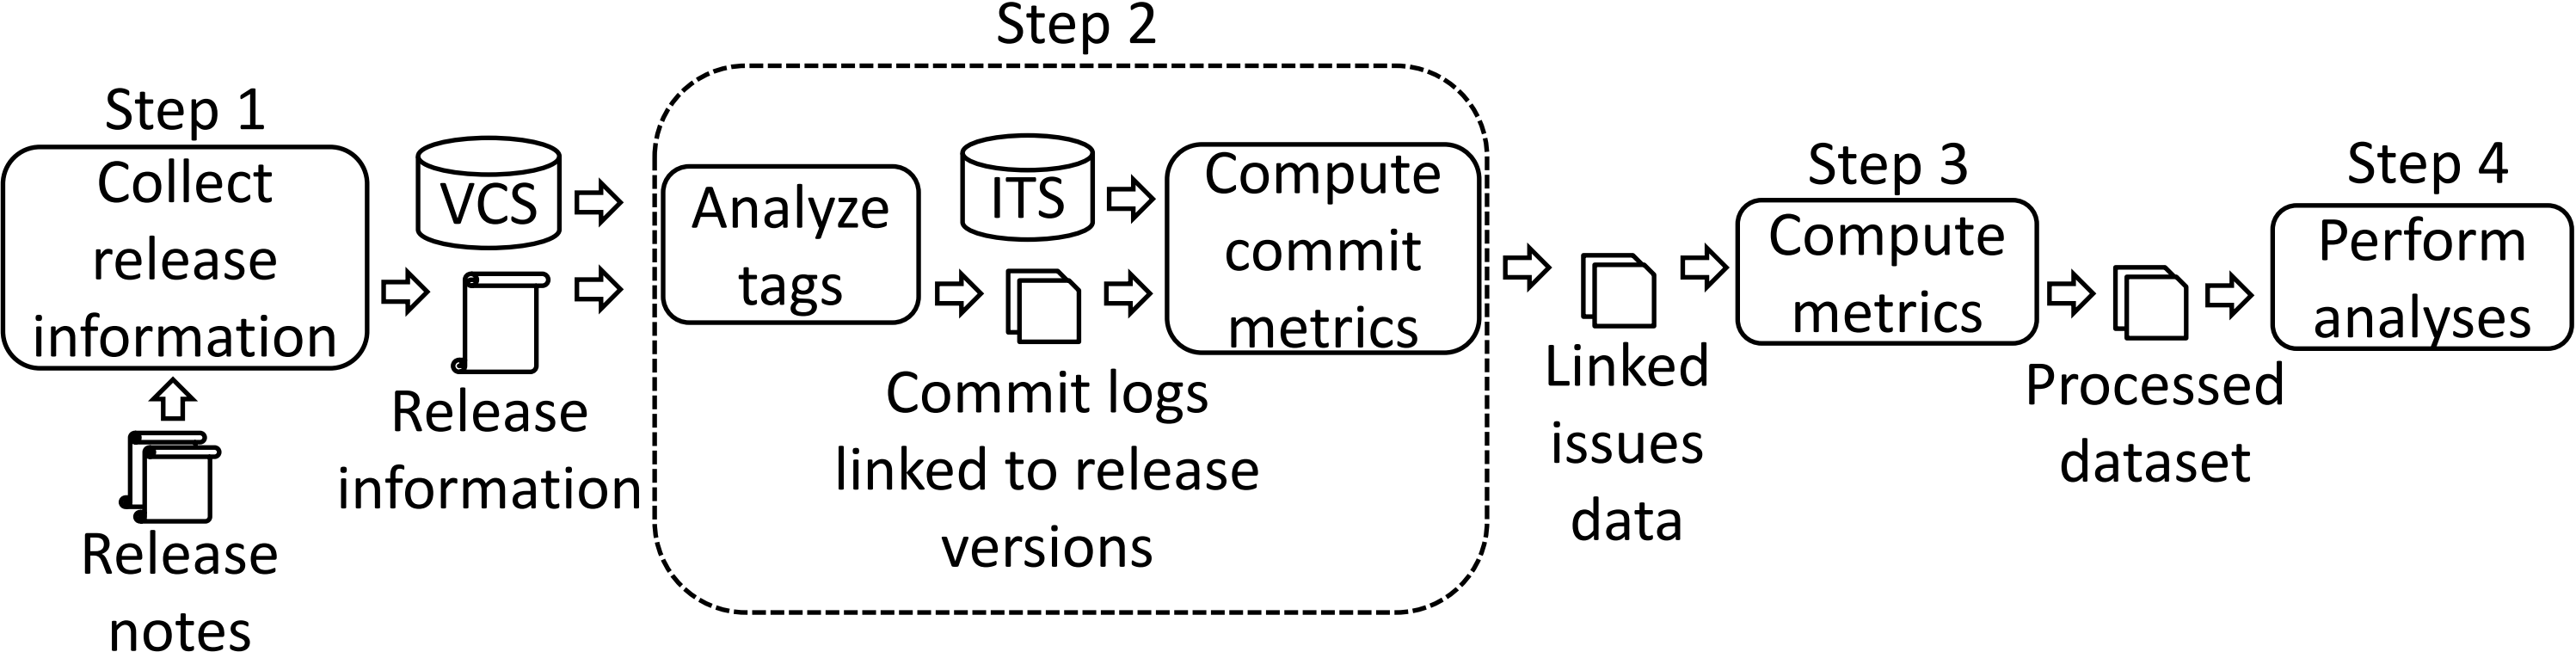 Step 1
Collect
release
information
Release
notes
VCS
Release
information
Step 2
Analyze
tags
ITS
Commit logs
linked to release
versions
Compute
commit
metrics
Linked
issues
data
Step 3
Compute
metrics
Processed
dataset
Step 4
Perform
analyses